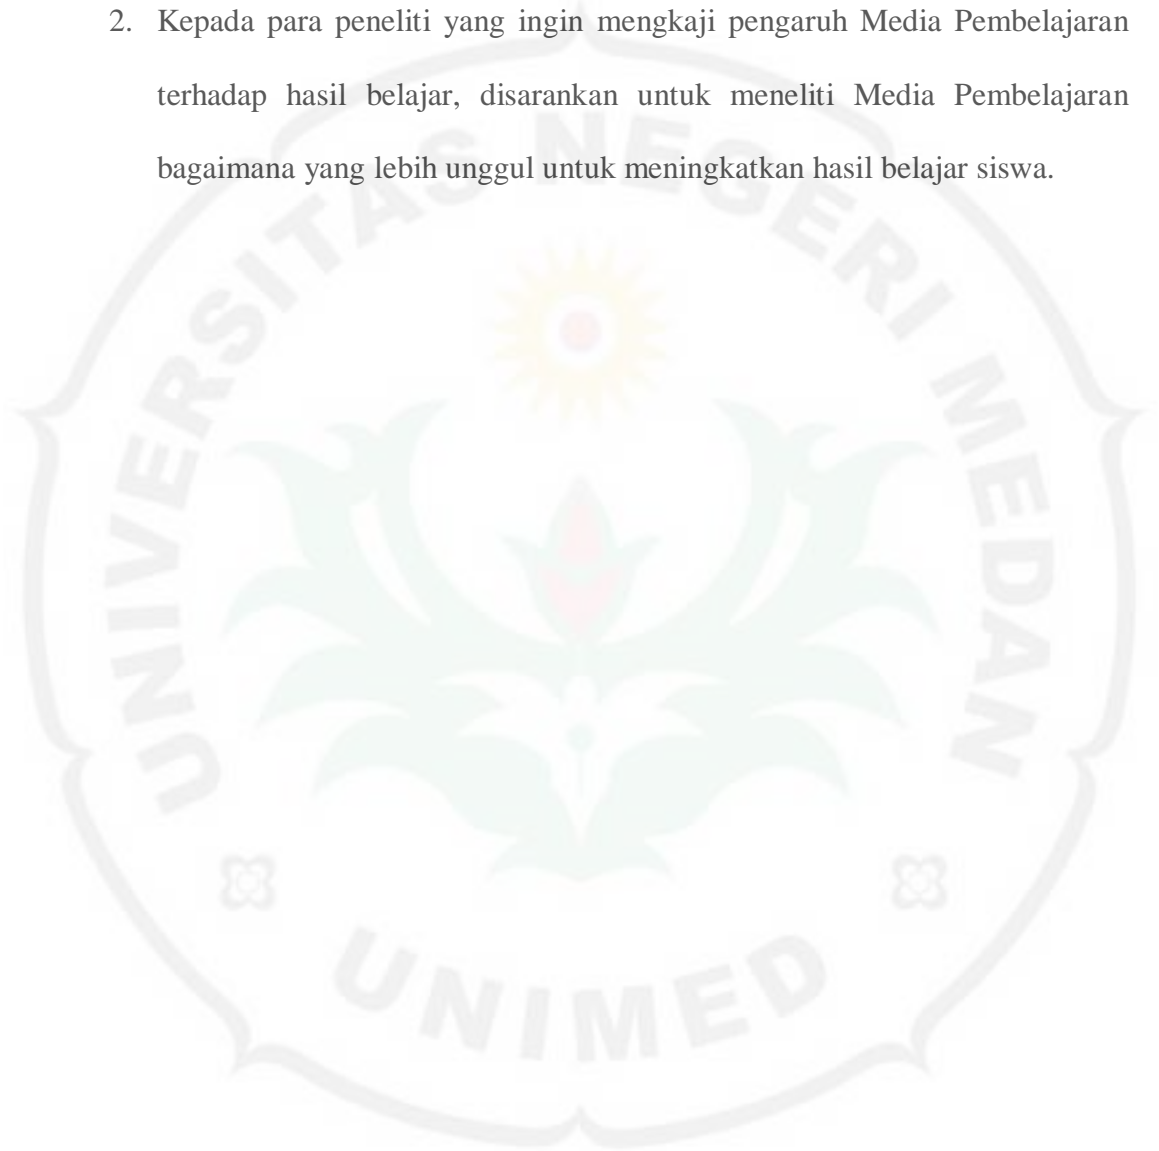 2. Kepada para peneliti yang ingin mengkaji pengaruh Media Pembelajaran
terhadap hasil belajar, disarankan untuk meneliti Media Pembelajaran
bagaimana yang lebih unggul untuk meningkatkan hasil belajar siswa.
UNIVERSITAS NEGERI MEDAN
UNIMED